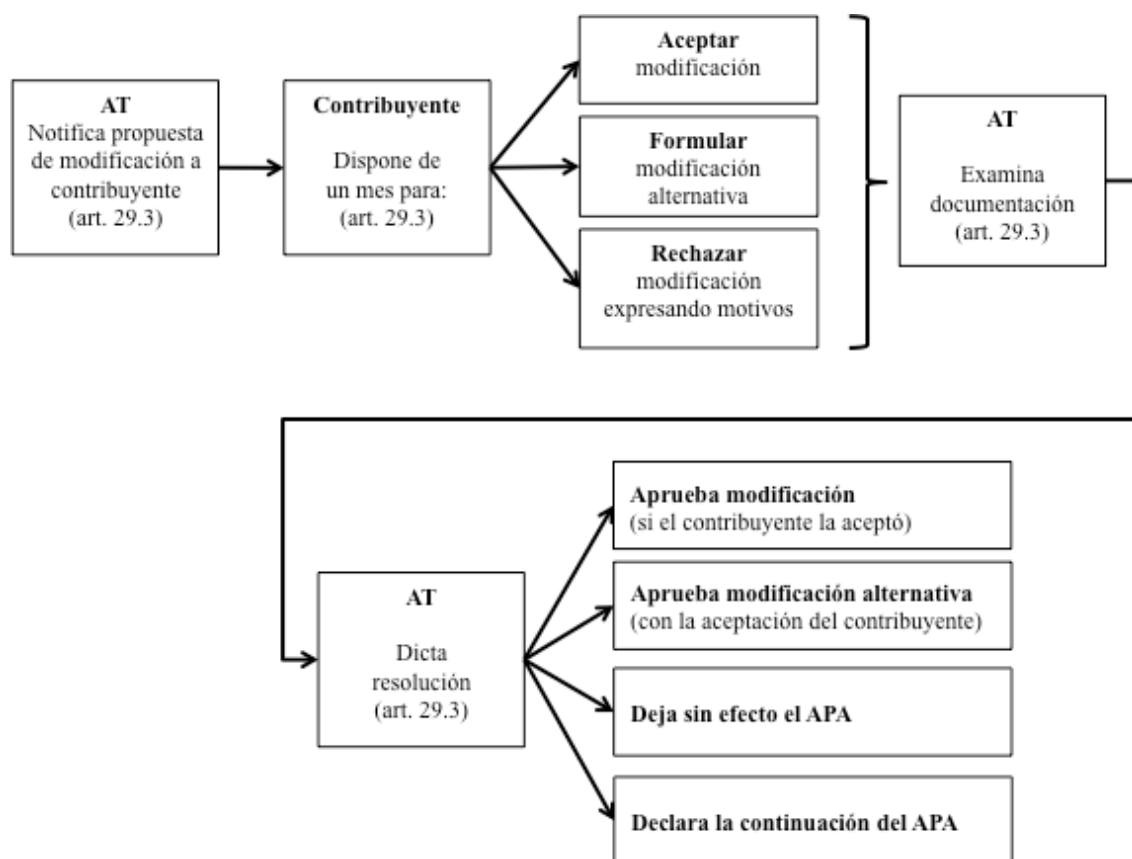 AT
Notifica propuesta
de modificación a
contribuyente
(art. 29.3)
Contribuyente
Dispone de
un mes para:
(art. 29.3)
Aceptar
modificación
Formular
modificación
alternativa
Rechazar
modificación
expresando motivos
AT
Examina
documentación
(art. 29.3)
AT
Dicta
resolución
(art. 29.3)
Aprueba modificación
(si el contribuyente la aceptó)
Aprueba modificación alternativa
(con la aceptación del contribuyente)
Deja sin efecto el APA
Declara la continuación del APA